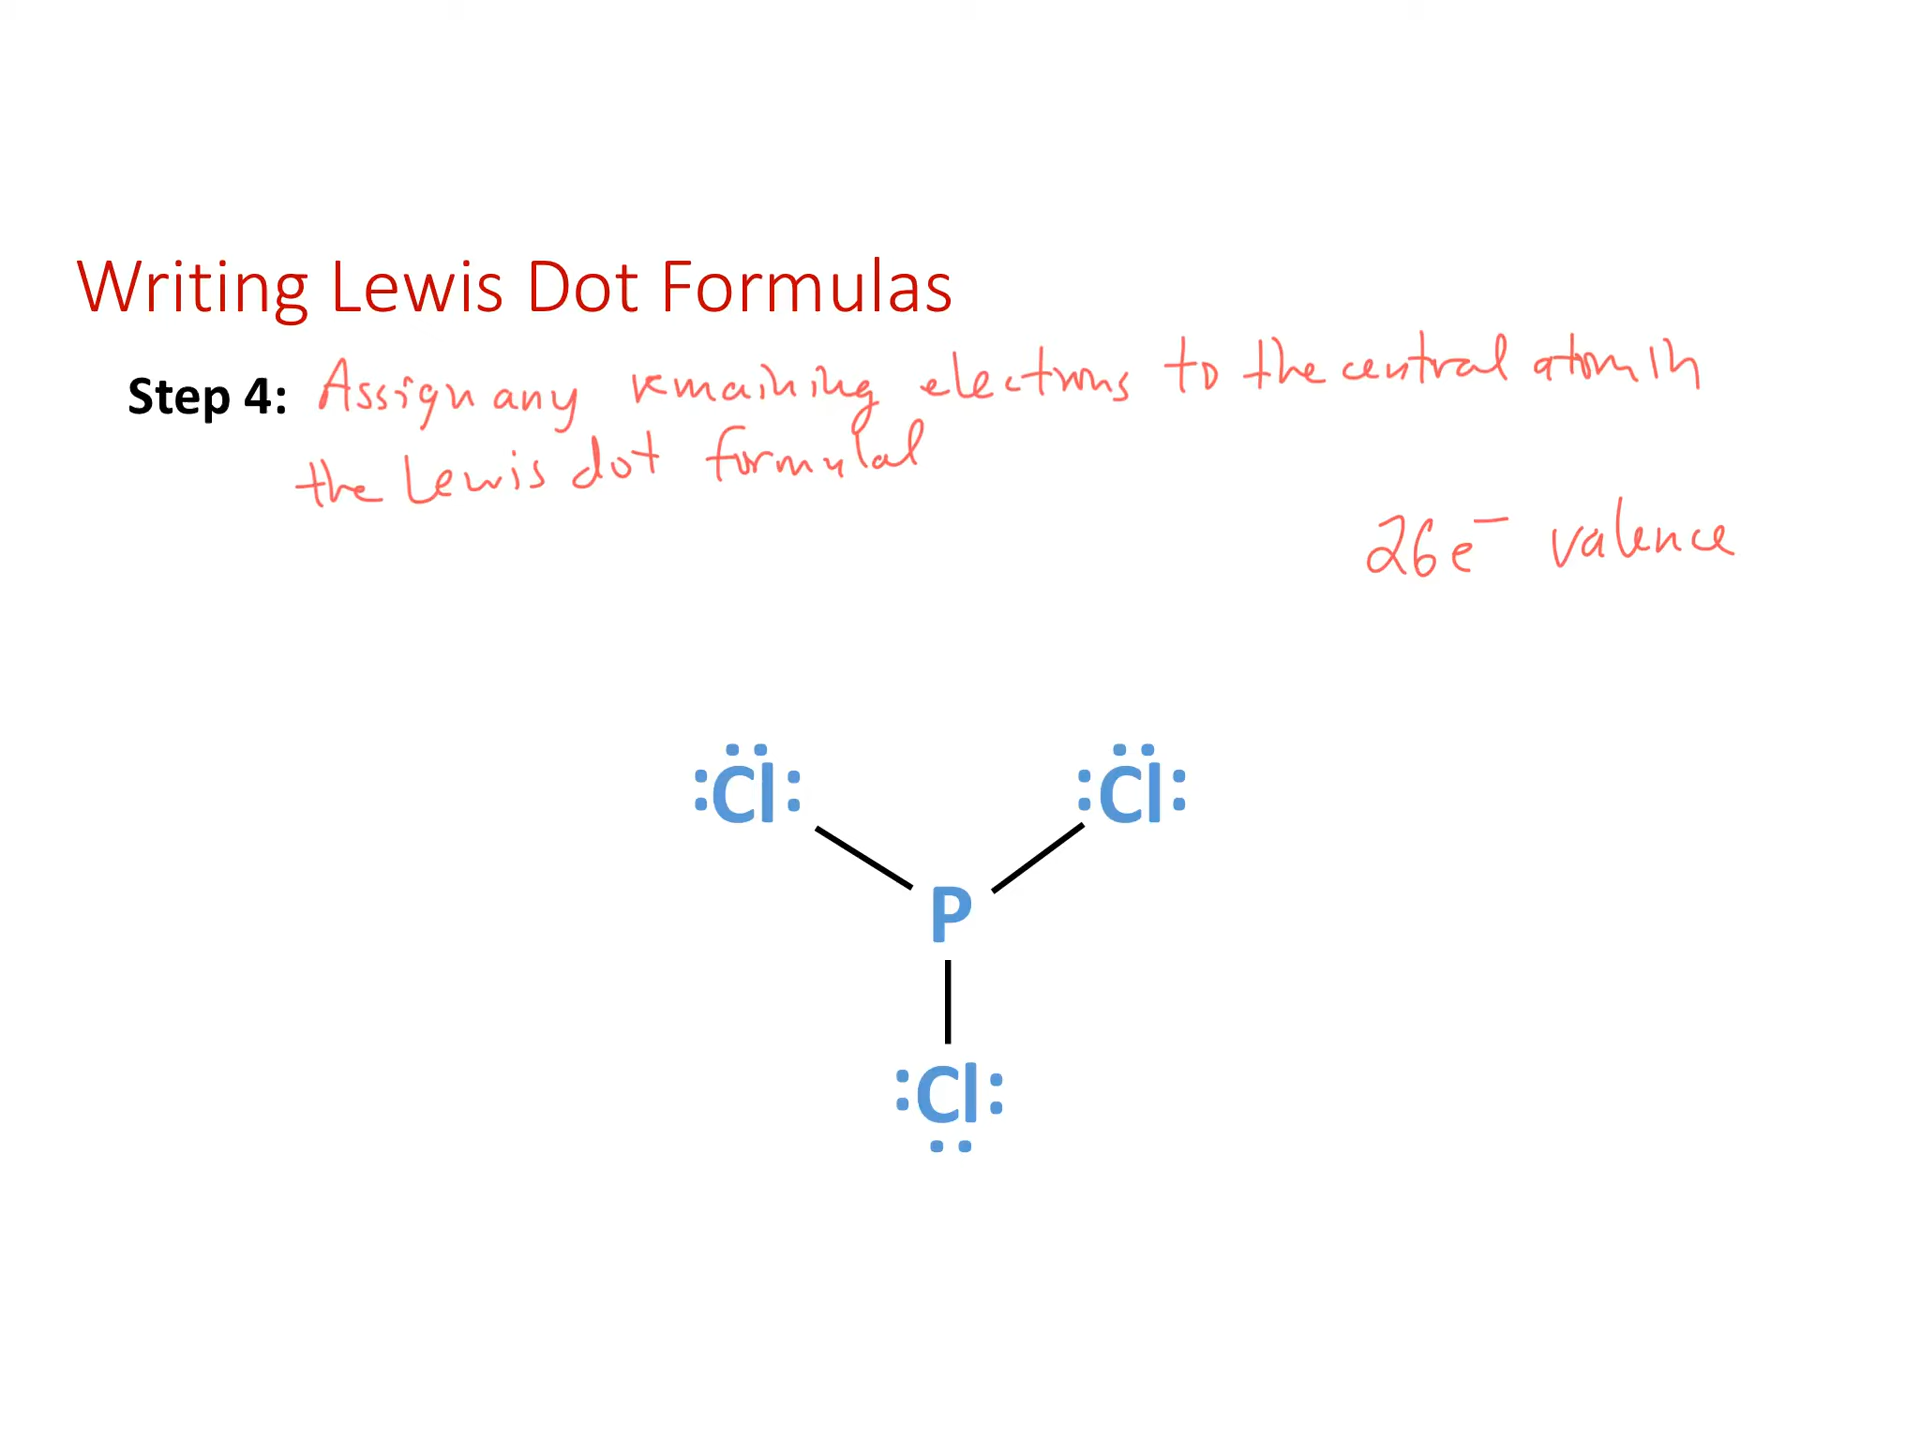 Writing Lewis Dot Formulas
Step 4: Assign any remaining electrons to the central atom in
the Lewis dot formulal
26e⁻ valence
:Cl: :Cl:
P
:Cl: